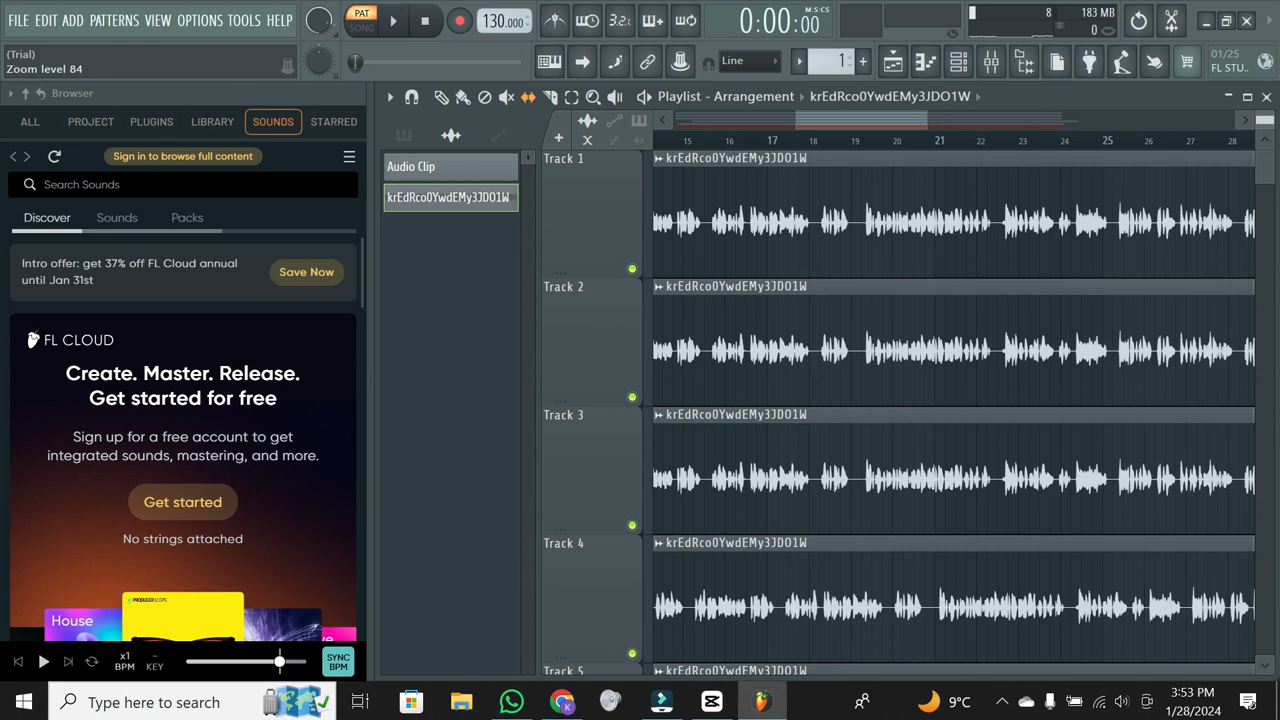 FILE EDIT ADD PATTERNS VIEW OPTIONS TOOLS HELP
PAT
SONG
130.000
3.2:
M:S:CS
0:00:00
8
183 MB
0
(Trial)
Zoom level 84
Line
1
01/25
FL STU..
Browser
Playlist - Arrangement
krEdRco0YwdEMy3JDO1W
ALL
PROJECT
PLUGINS
LIBRARY
SOUNDS
STARRED
Sign in to browse full content
Search Sounds
Discover
Sounds
Packs
Intro offer: get 37% off FL Cloud annual
until Jan 31st
Save Now
FL CLOUD
Create. Master. Release.
Get started for free
Sign up for a free account to get
integrated sounds, mastering, and more.
Get started
No strings attached
House
PRODUCER LOOPS
x1
BPM
-
KEY
SYNC
BPM
Audio Clip
krEdRco0YwdEMy3JDO1W
15 16 17 18 19 20 21 22 23 24 25 26 27 28
Track 1
krEdRco0YwdEMy3JDO1W
Track 2
krEdRco0YwdEMy3JDO1W
Track 3
krEdRco0YwdEMy3JDO1W
Track 4
krEdRco0YwdEMy3JDO1W
Track 5
krEdRco0YwdEMy3JDO1W
Type here to search
K
9°C
3:53 PM
1/28/2024